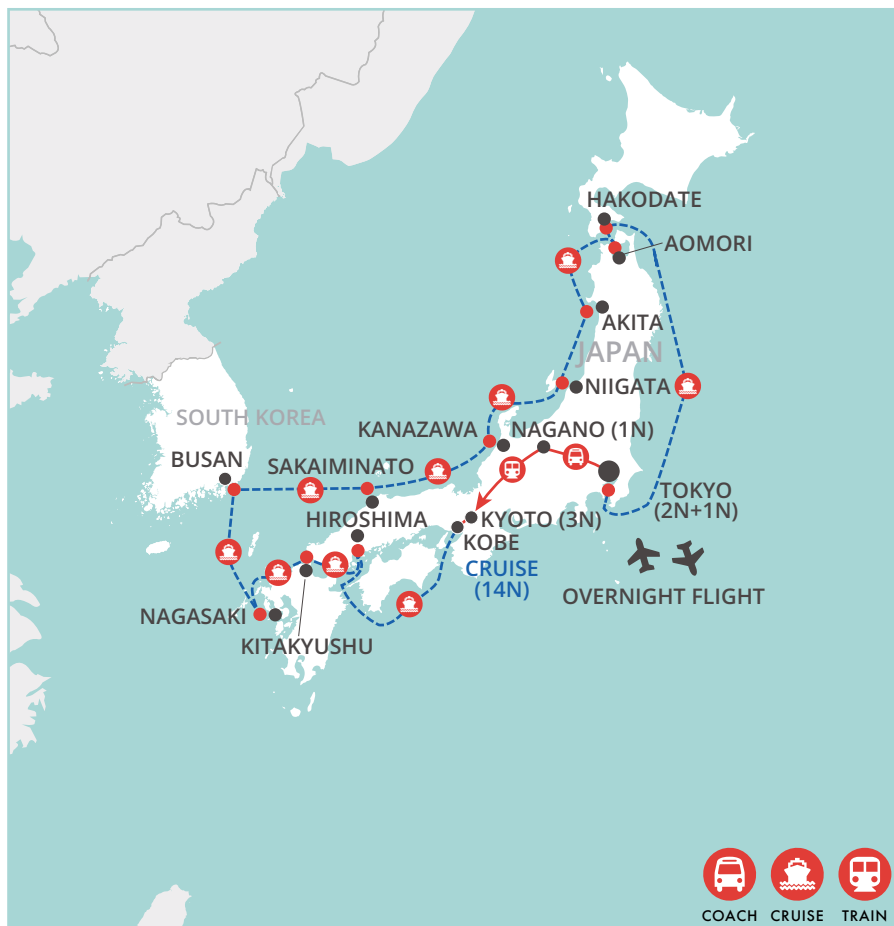 HAKODATE
AOMORI
AKITA
JAPAN
NIIGATA
SOUTH KOREA
KANAZAWA
NAGANO (1N)
BUSAN
SAKAIMINATO
TOKYO
(2N+1N)
HIROSHIMA
KYOTO (3N)
KOBE
CRUISE
(14N)
OVERNIGHT FLIGHT
NAGASAKI
KITAKYUSHU
COACH
CRUISE
TRAIN